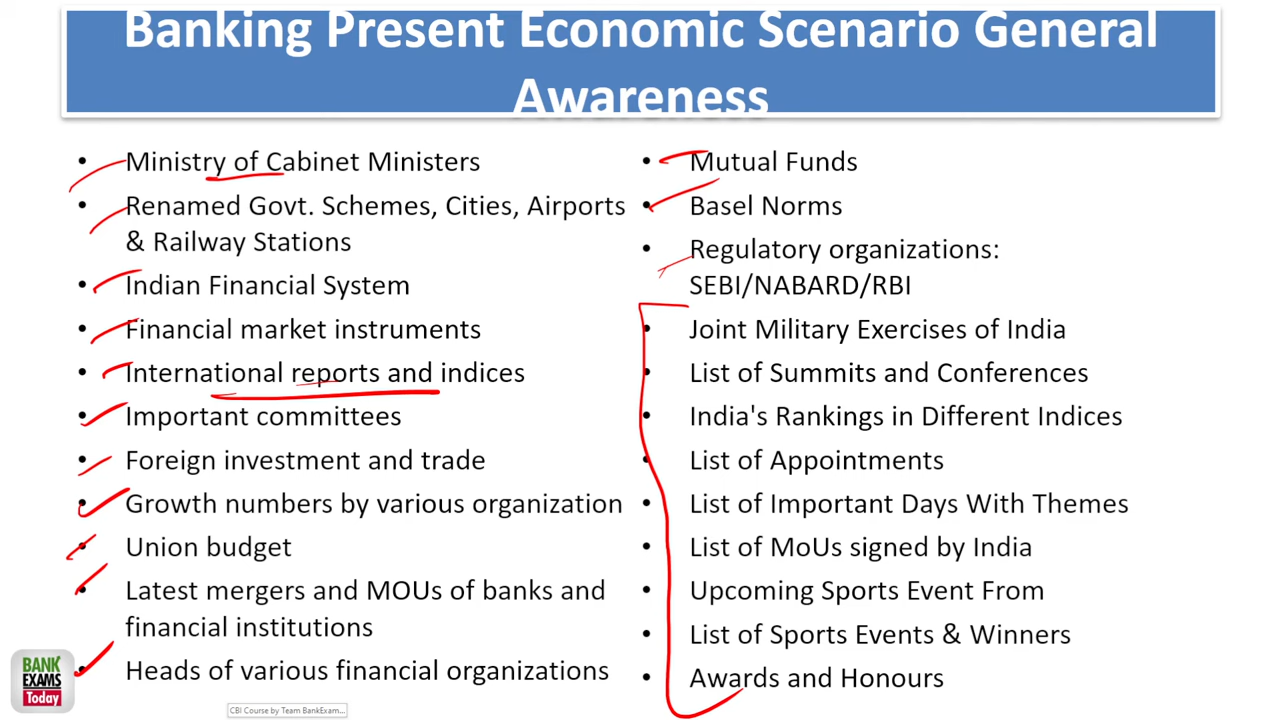 Banking Present Economic Scenario General
Awareness
• Ministry of Cabinet Ministers
• Renamed Govt. Schemes, Cities, Airports
& Railway Stations
• Indian Financial System
• Financial market instruments
• International reports and indices
• Important committees
• Foreign investment and trade
• Growth numbers by various organization
• Union budget
• Latest mergers and MOUs of banks and
financial institutions
• Heads of various financial organizations
• Mutual Funds
• Basel Norms
• Regulatory organizations:
SEBI/NABARD/RBI
• Joint Military Exercises of India
• List of Summits and Conferences
• India's Rankings in Different Indices
• List of Appointments
• List of Important Days With Themes
• List of MoUs signed by India
• Upcoming Sports Event From
• List of Sports Events & Winners
• Awards and Honours
BANK
EXAMS
Today
CBI Course by Team BankExam...